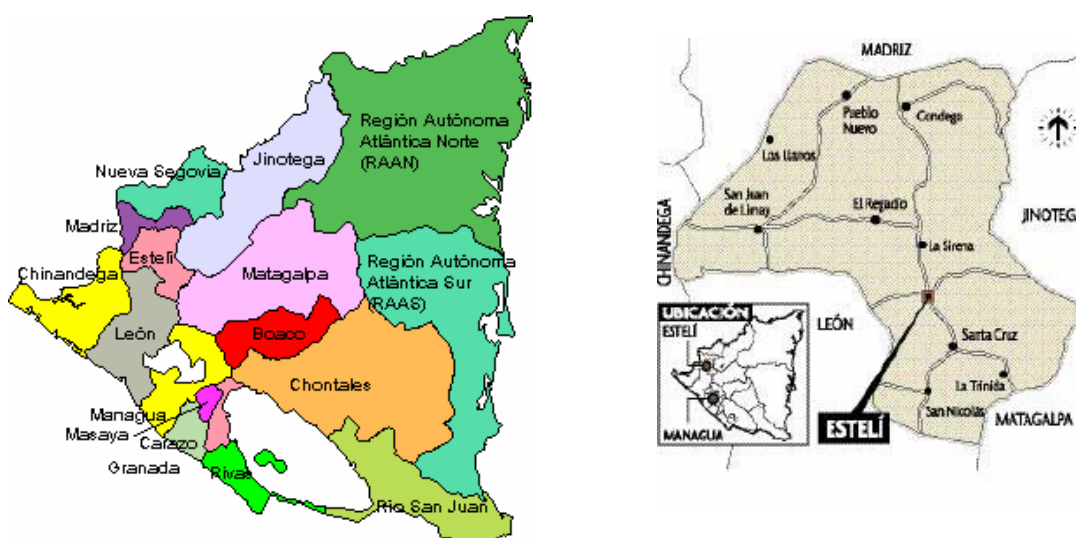 Región Autónoma
Atlántica Norte
(RAAN)
Jinotega
Nueva Segovia
Madriz
Estelí
Chinandega
Matagalpa
Región Autónoma
Atlántica Sur
(RAAS)
León
Boaco
Chontales
Managua
Masaya
Carazo
Granada
Rivas
Río San Juan
MADRIZ
Pueblo
Nuevo
Condega
Los Llanos
San Juan
de Limay
El Regadío
JINOTEG
CHINANDEGA
La Sirena
LEÓN
UBICACIÓN
ESTELÍ
MANAGUA
Santa Cruz
La Trinida
San Nicolás
ESTELÍ
MATAGALPA